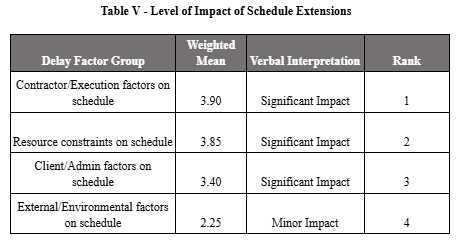 Table V - Level of Impact of Schedule Extensions
Delay Factor Group Weighted Mean Verbal Interpretation Rank
Contractor/Execution factors on schedule 3.90 Significant Impact 1
Resource constraints on schedule 3.85 Significant Impact 2
Client/Admin factors on schedule 3.40 Significant Impact 3
External/Environmental factors on schedule 2.25 Minor Impact 4